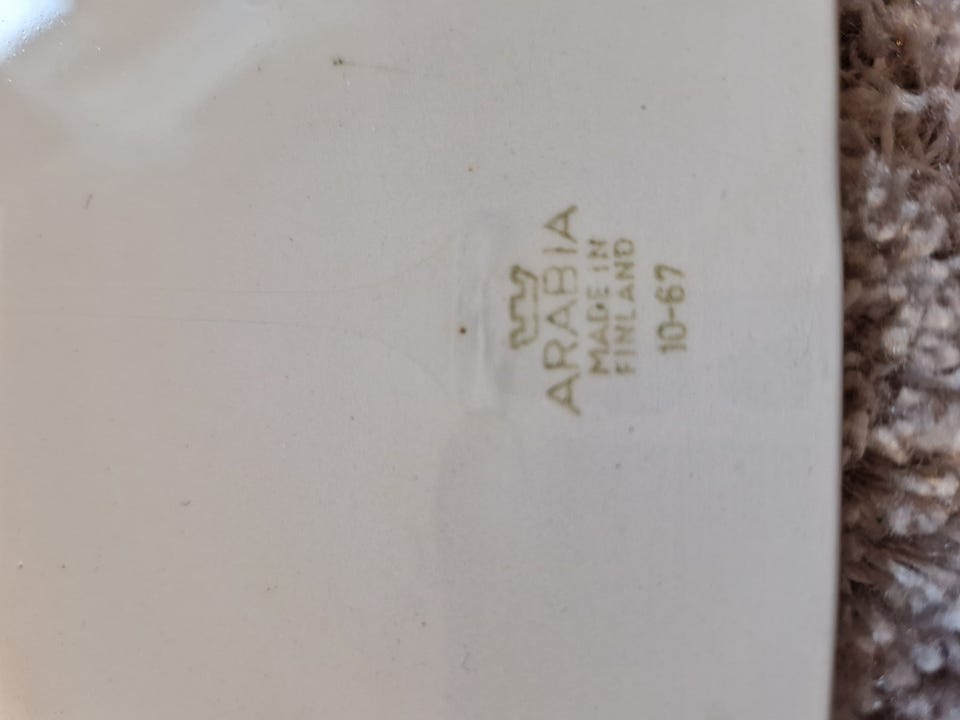 ARABIA
MADE IN
FINLAND
10-67